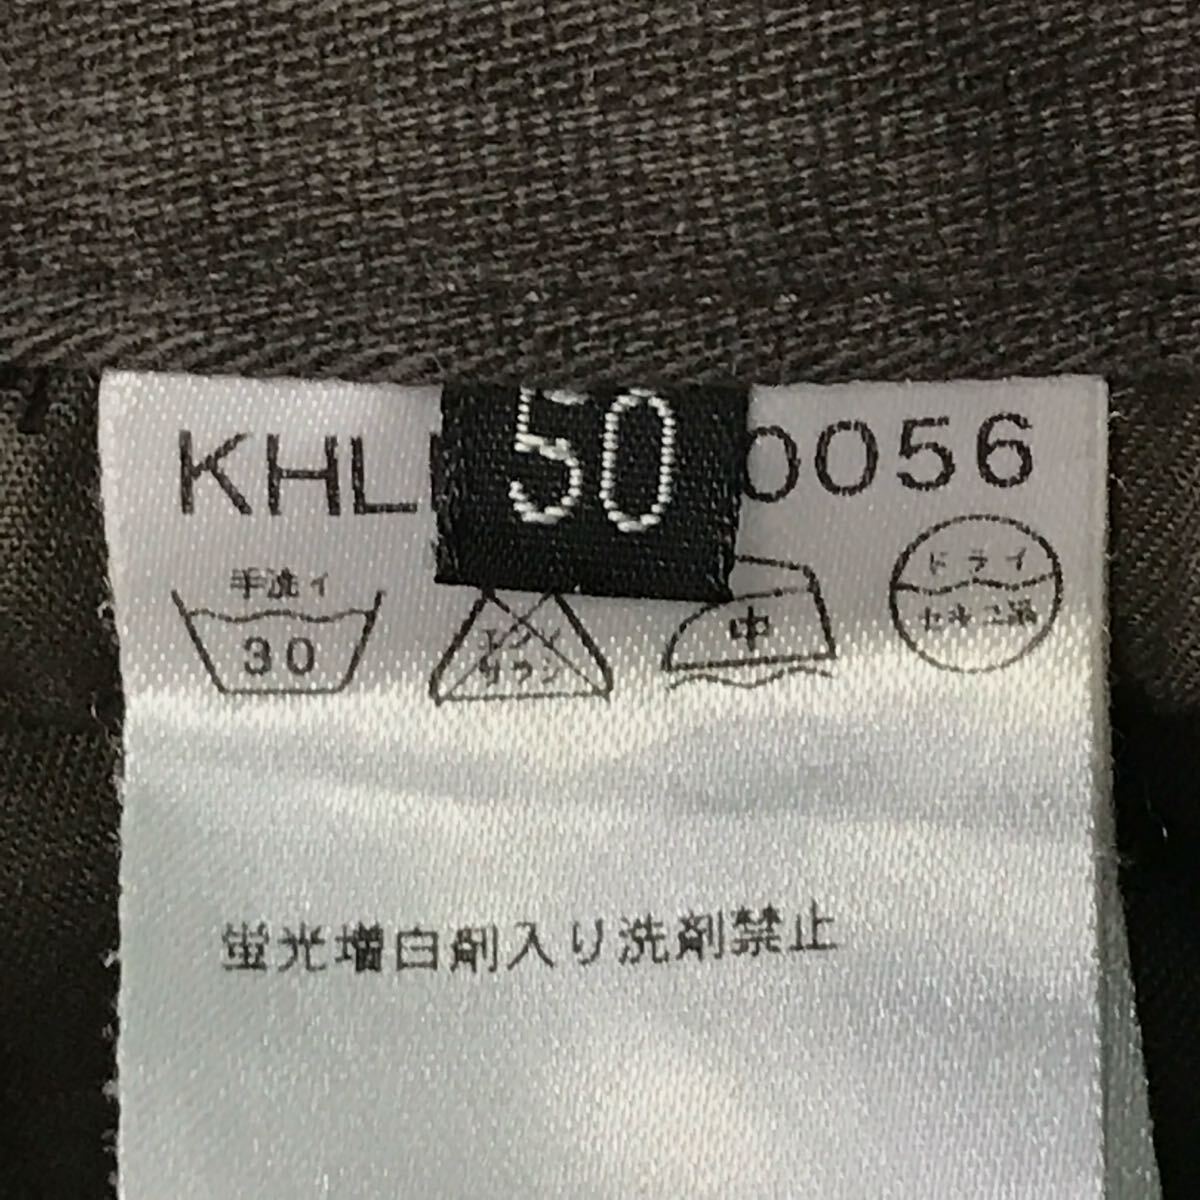 KHL
50
0056
手洗イ
30
エンソ
サラシ
中
ドライ
セキユ系
蛍光増白剤入り洗剤禁止